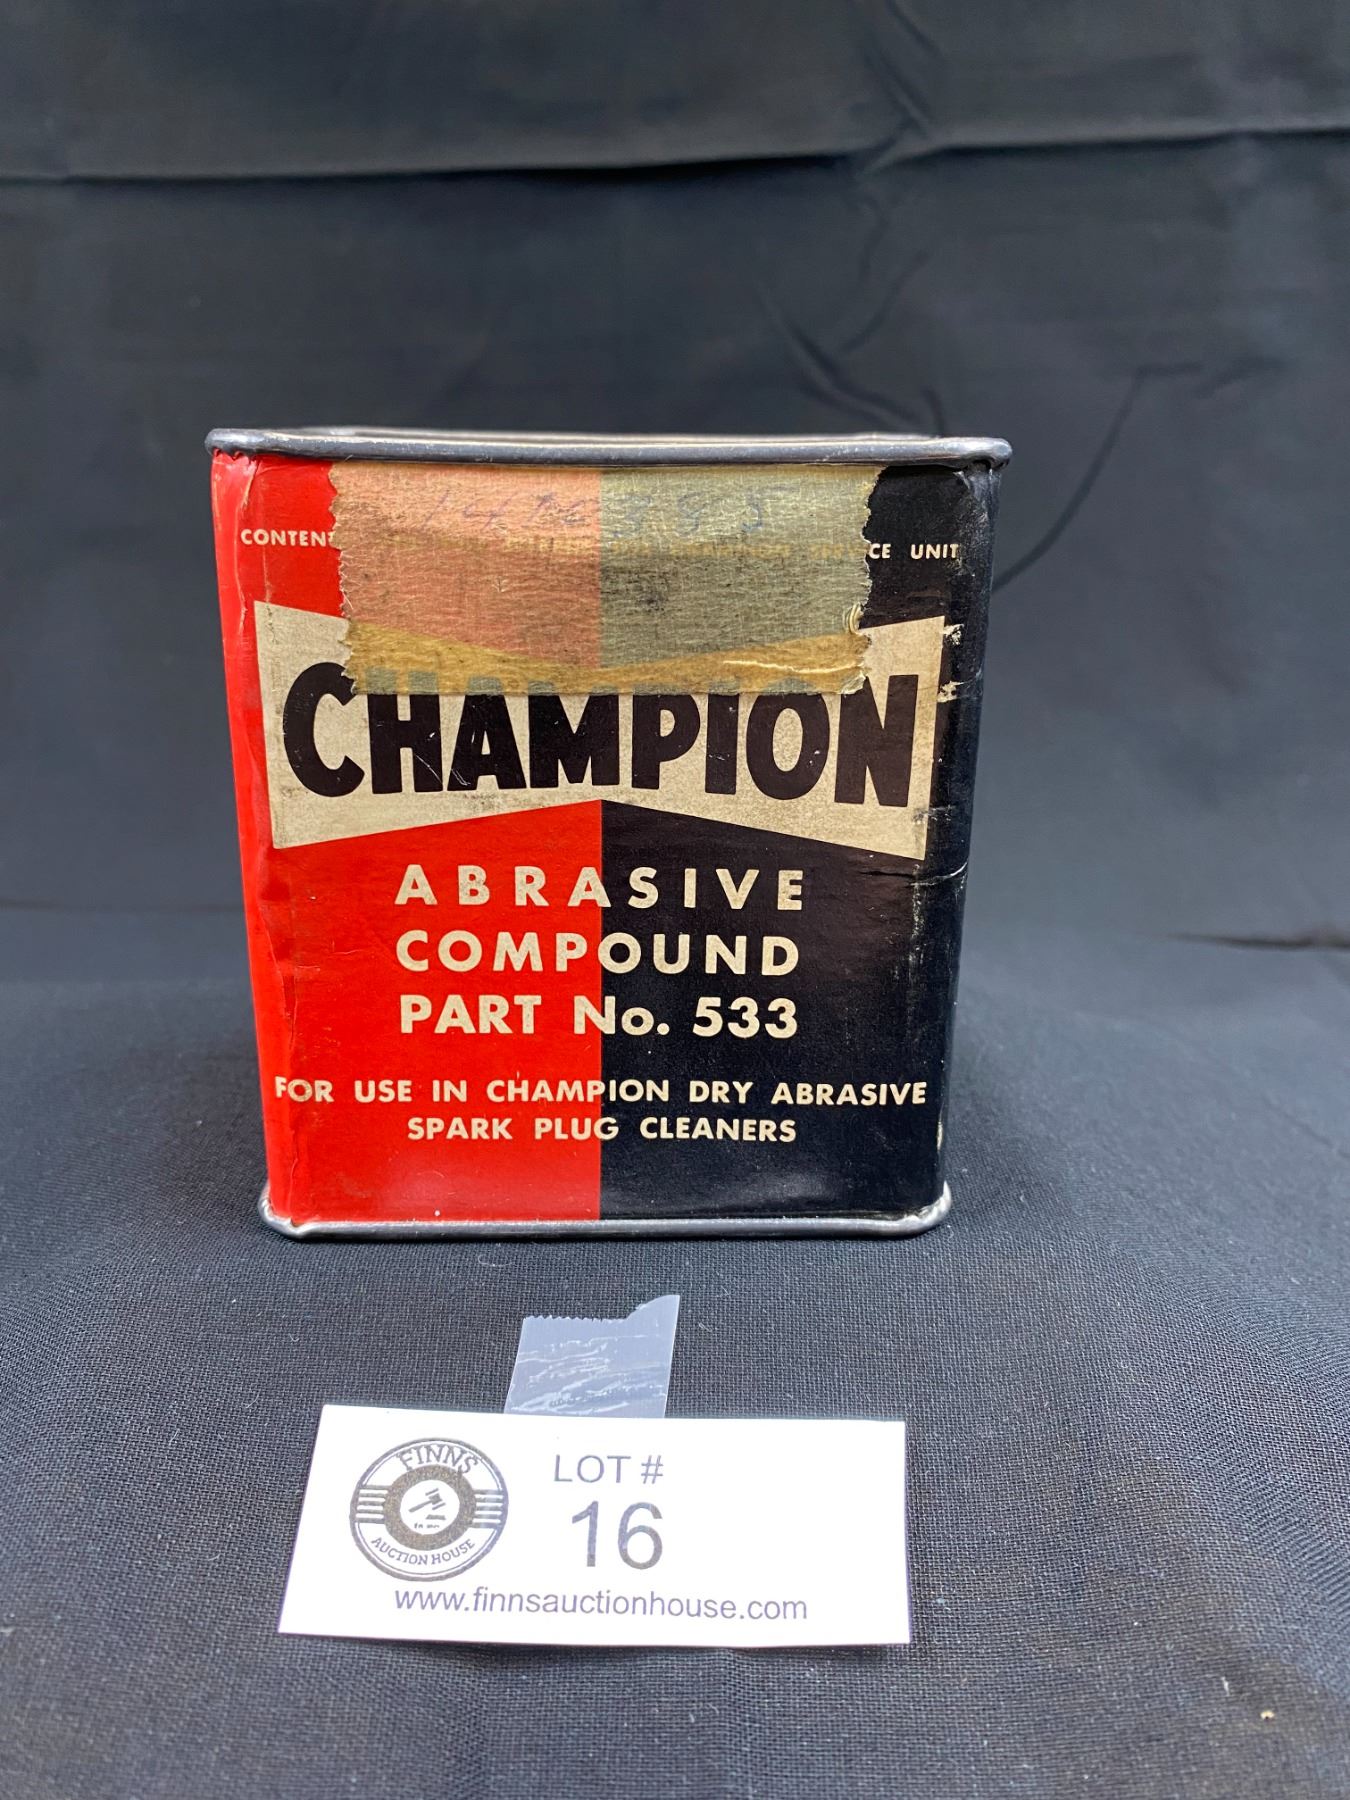 CONTEN CE UNIT
CHAMPION
ABRASIVE
COMPOUND
PART No. 533
FOR USE IN CHAMPION DRY ABRASIVE
SPARK PLUG CLEANERS
FINNS
AUCTION HOUSE
LOT #
16
www.finnsauctionhouse.com